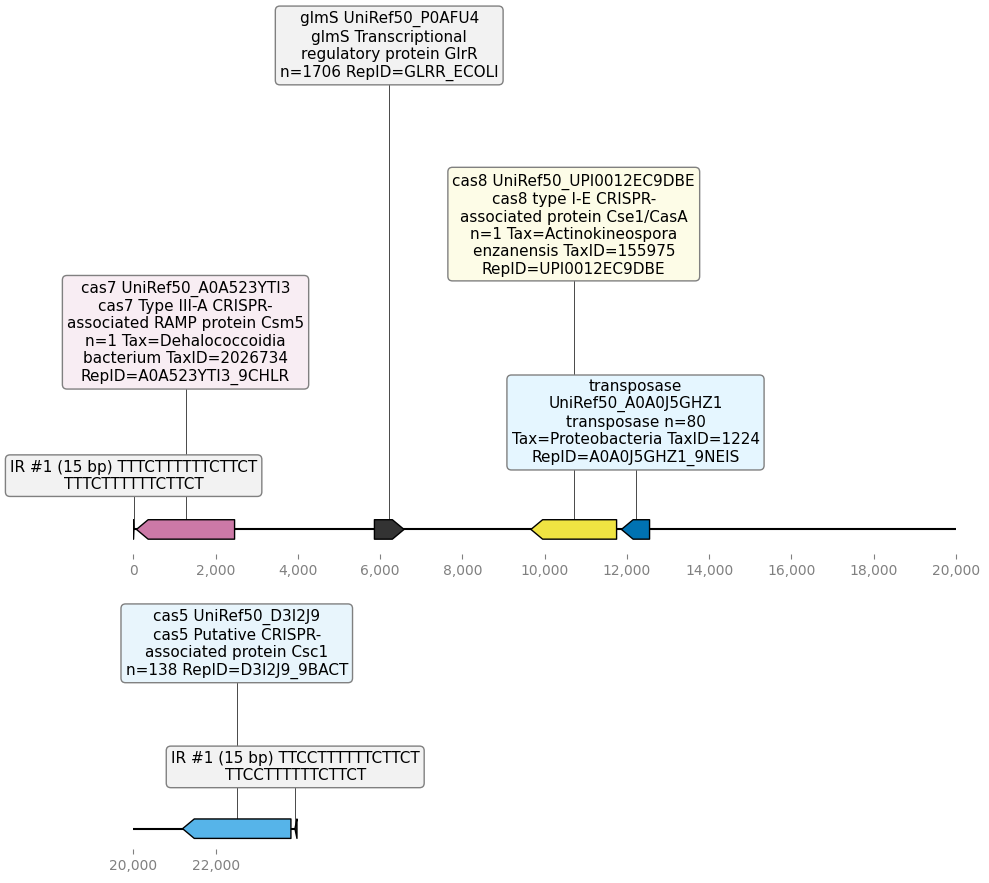 glmS UniRef50_P0AFU4
glmS Transcriptional
regulatory protein GlrR
n=1706 RepID=GLRR_ECOLI
cas8 UniRef50_UPI0012EC9DBE
cas8 type I-E CRISPR-
associated protein Cse1/CasA
n=1 Tax=Actinokineospora
enzanensis TaxID=155975
RepID=UPI0012EC9DBE
cas7 UniRef50_A0A523YTI3
cas7 Type III-A CRISPR-
associated RAMP protein Csm5
n=1 Tax=Dehalococcoidia
bacterium TaxID=2026734
RepID=A0A523YTI3_9CHLR
transposase
UniRef50_A0A0J5GHZ1
transposase n=80
Tax=Proteobacteria TaxID=1224
RepID=A0A0J5GHZ1_9NEIS
IR #1 (15 bp) TTTCTTTTTTCTTCT
TTTCTTTTTTCTTCT
0 2,000 4,000 6,000 8,000 10,000 12,000 14,000 16,000 18,000 20,000
cas5 UniRef50_D3I2J9
cas5 Putative CRISPR-
associated protein Csc1
n=138 RepID=D3I2J9_9BACT
IR #1 (15 bp) TTCCTTTTTTCTTCT
TTCCTTTTTTCTTCT
20,000 22,000